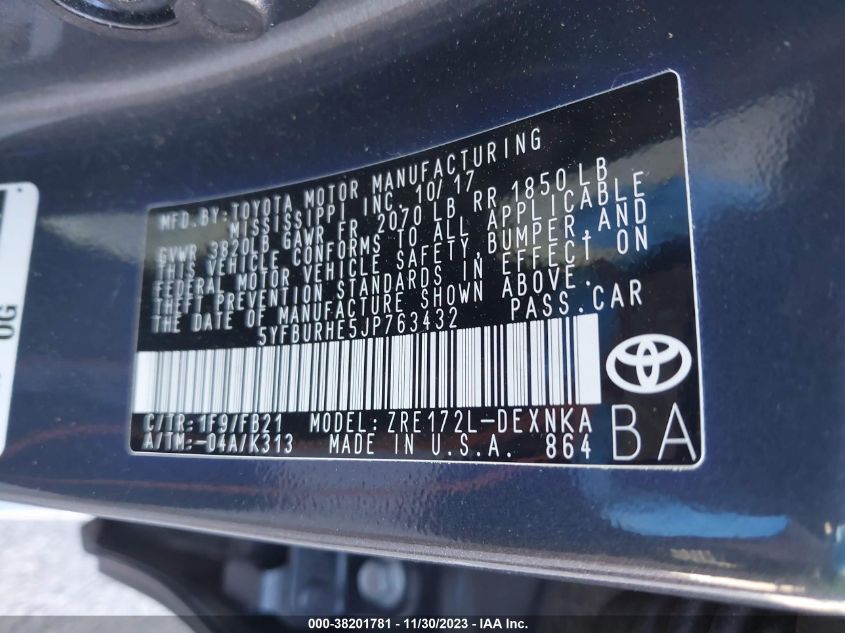 MFD.BY:TOYOTA MOTOR MANUFACTURING
MISSISSIPPI INC. 10/17
GVWR 3820LB GAWR FR 2070 LB RR 1850 LB
THIS VEHICLE CONFORMS TO ALL APPLICABLE
FEDERAL MOTOR VEHICLE SAFETY, BUMPER, AND
THEFT PREVENTION STANDARDS IN EFFECT ON
THE DATE OF MANUFACTURE SHOWN ABOVE.
5YFBURHE5JP763432 PASS.CAR
C/TR:1F9/FB21 MODEL:ZRE172L-DEXNKA
A/TM:-04A/K313 MADE IN U.S.A. 864
BA
OG
000-38201781 - 11/30/2023 - IAA Inc.